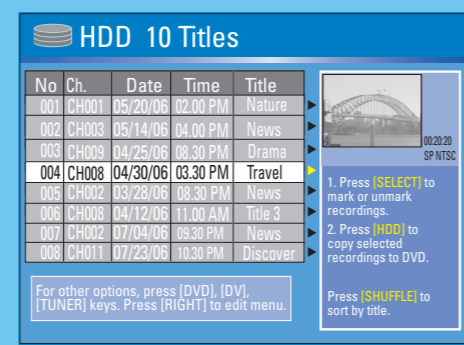 HDD 10 Titles
No Ch. Date Time Title
001 CH001 05/20/06 02.00 PM Nature
002 CH003 05/14/06 04.00 PM News
003 CH009 04/25/06 08.30 PM Drama
004 CH008 04/30/06 03.30 PM Travel
005 CH002 03/28/06 08.30 PM News
006 CH008 04/12/06 11.00 AM Title 3
007 CH002 07/04/06 09.30 PM News
008 CH011 07/23/06 10.30 PM Discover
00:20:20
SP NTSC
1. Press [SELECT] to
mark or unmark
recordings.
2. Press [HDD] to
copy selected
recordings to DVD.
Press [SHUFFLE] to
sort by title.
For other options, press [DVD], [DV],
[TUNER] keys. Press [RIGHT] to edit menu.